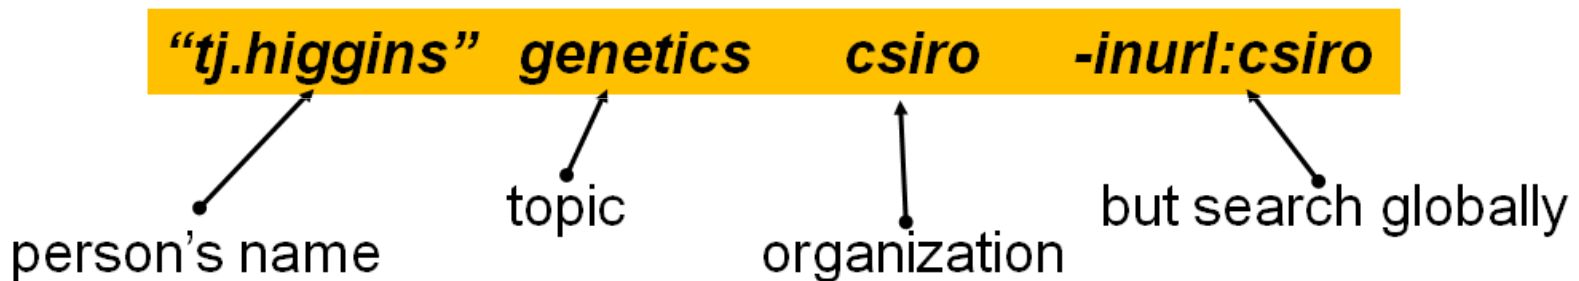 “tj.higgins” genetics csiro -inurl:csiro
topic
but search globally
person’s name
organization